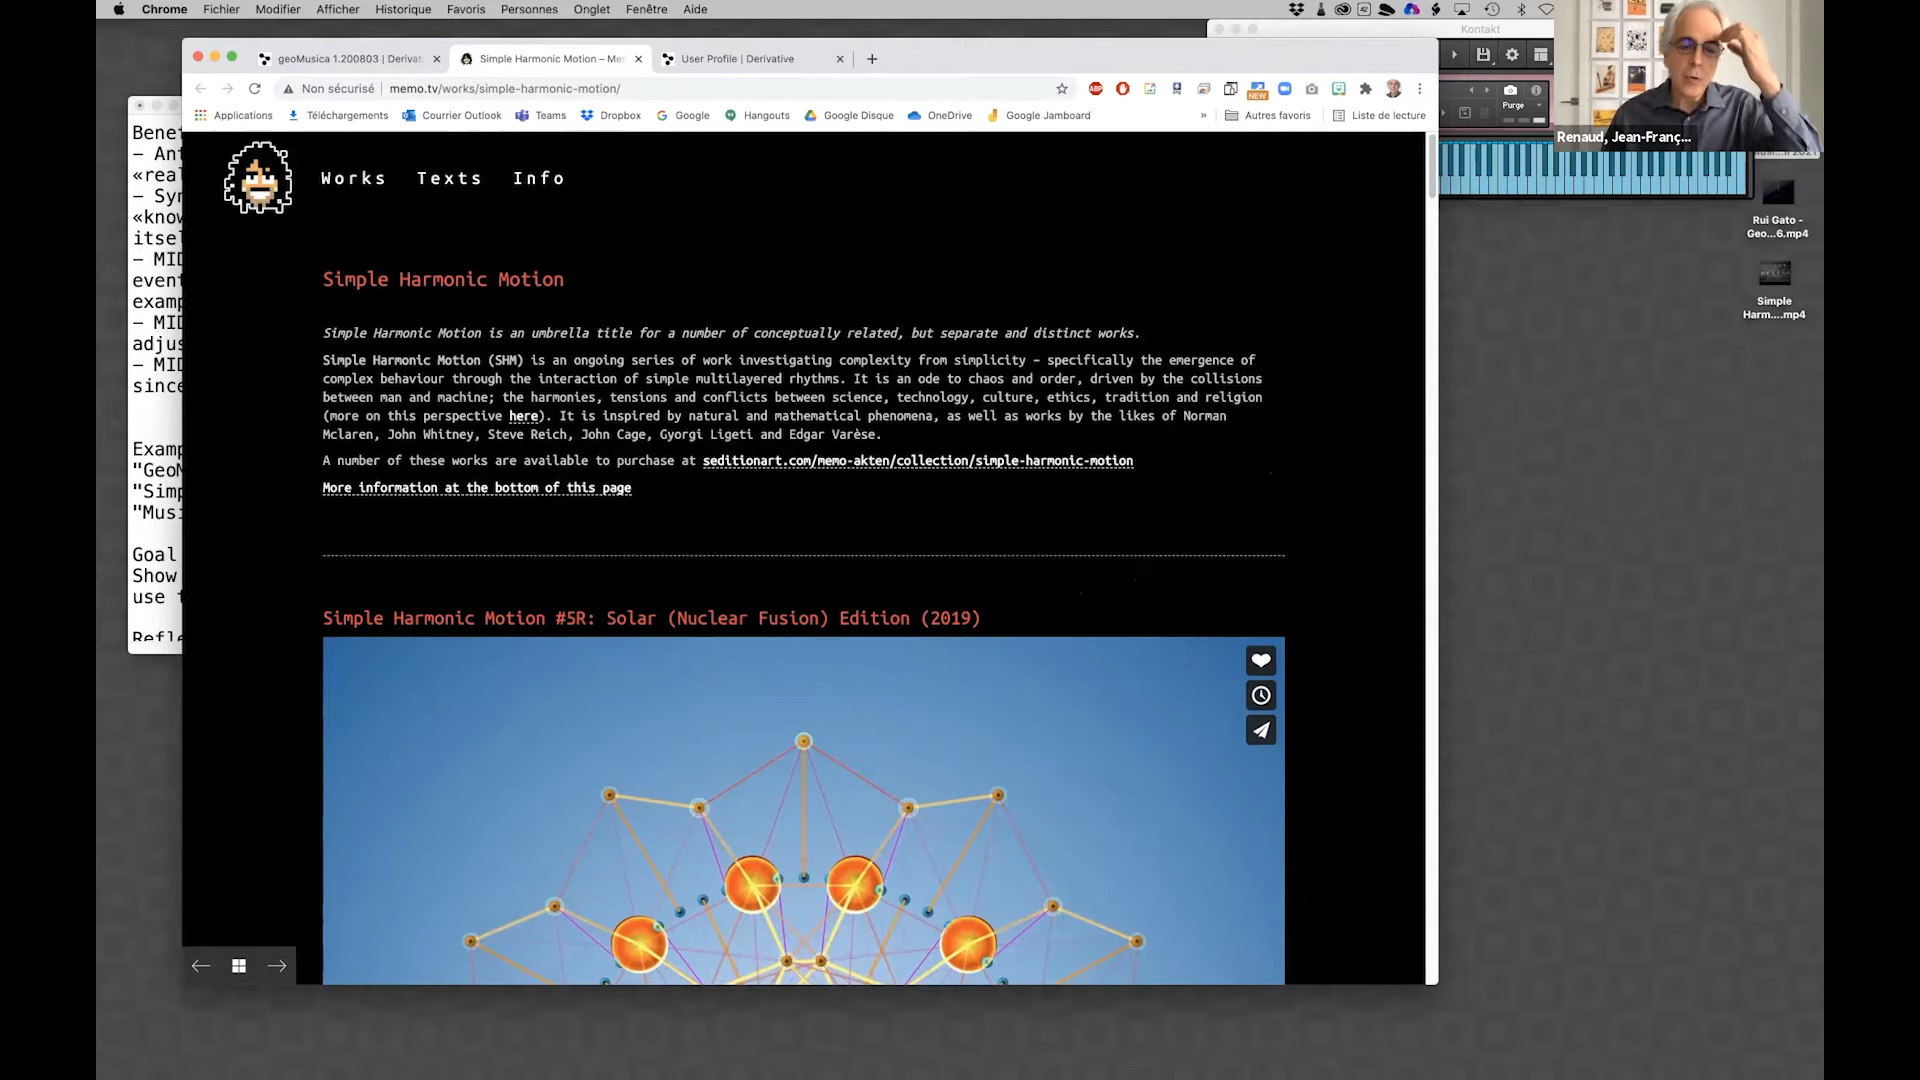 Chrome Fichier Modifier Afficher Historique Favoris Personnes Onglet Fenêtre Aide
Kontakt
geoMusica 1.200803 | Derivat
Simple Harmonic Motion – Me
User Profile | Derivative
Non sécurisé memo.tv/works/simple-harmonic-motion/
ABP
NEW
Purge
Applications Téléchargements Courrier Outlook Teams Dropbox Google Hangouts Google Disque OneDrive Google Jamboard » Autres favoris Liste de lecture
Renaud, Jean-Franç...
Works Texts Info
Rui Gato -
Geo...6.mp4
Simple
Harm....mp4
Benef
– Ant
«real
– Syn
«know
itsel
– MID
event
examp
– MID
adjus
– MID
since
Examp
"GeoM
"Simp
"Musi
Goal
Show
use t
Refle
Simple Harmonic Motion
Simple Harmonic Motion is an umbrella title for a number of conceptually related, but separate and distinct works.
Simple Harmonic Motion (SHM) is an ongoing series of work investigating complexity from simplicity – specifically the emergence of
complex behaviour through the interaction of simple multilayered rhythms. It is an ode to chaos and order, driven by the collisions
between man and machine; the harmonies, tensions and conflicts between science, technology, culture, ethics, tradition and religion
(more on this perspective here). It is inspired by natural and mathematical phenomena, as well as works by the likes of Norman
Mclaren, John Whitney, Steve Reich, John Cage, Gyorgi Ligeti and Edgar Varèse.
A number of these works are available to purchase at seditionart.com/memo-akten/collection/simple-harmonic-motion
More information at the bottom of this page
Simple Harmonic Motion #5R: Solar (Nuclear Fusion) Edition (2019)